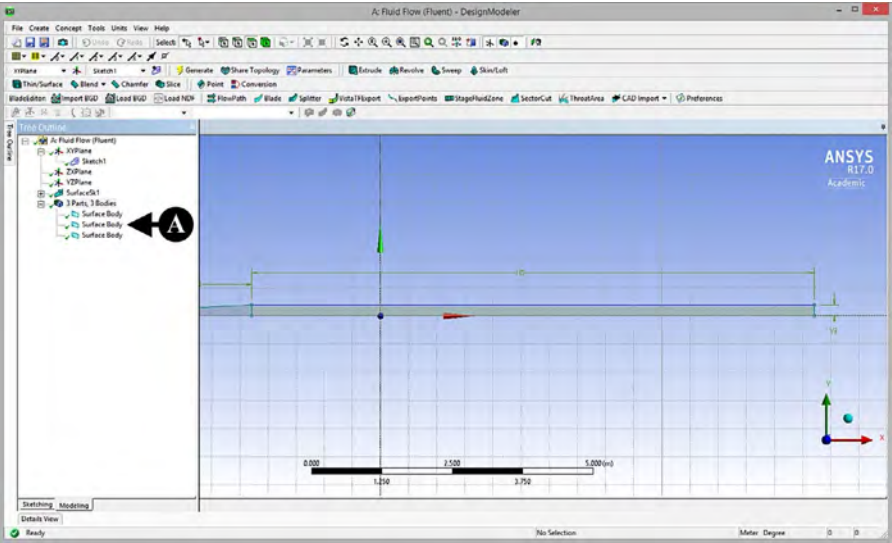 A: Fluid Flow (Fluent) - DesignModeler
File Create Concept Tools Units View Help
Undo Redo Select:
XYPlane Sketch1 Generate Share Topology Parameters Extrude Revolve Sweep Skin/Loft
Thin/Surface Blend Chamfer Slice Point Conversion
BladeEditor: Import BGD Load BGD Load NDF FlowPath Blade Splitter VistaTFExport ExportPoints StageFluidZone SectorCut ThroatArea CAD Import Preferences
Tree Outline
Tree Outline
A: Fluid Flow (Fluent)
XYPlane
Sketch1
ZXPlane
YZPlane
SurfaceSk1
3 Parts, 3 Bodies
Surface Body
Surface Body
Surface Body
A
ANSYS
R17.0
Academic
Y
X
0.000 2.500 5.000 (m)
1.250 3.750
Sketching Modeling
Details View
Ready No Selection Meter Degree 0 0